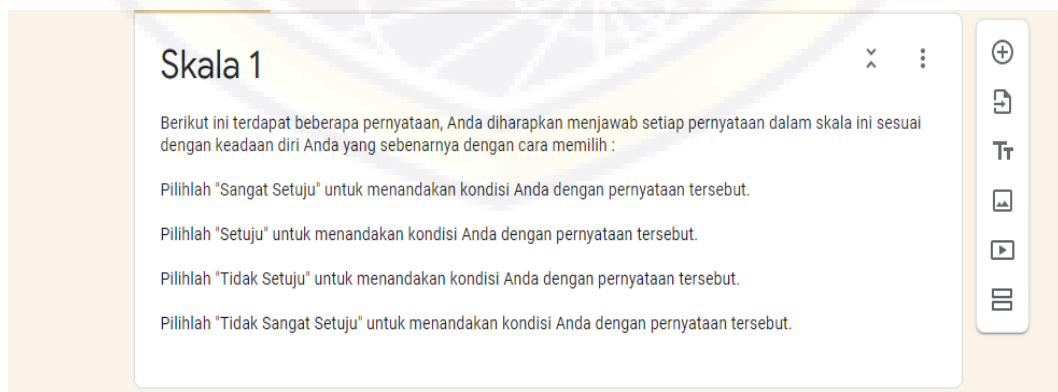 Skala 1
Berikut ini terdapat beberapa pernyataan, Anda diharapkan menjawab setiap pernyataan dalam skala ini sesuai
dengan keadaan diri Anda yang sebenarnya dengan cara memilih :
Pilihlah "Sangat Setuju" untuk menandakan kondisi Anda dengan pernyataan tersebut.
Pilihlah "Setuju" untuk menandakan kondisi Anda dengan pernyataan tersebut.
Pilihlah "Tidak Setuju" untuk menandakan kondisi Anda dengan pernyataan tersebut.
Pilihlah "Tidak Sangat Setuju" untuk menandakan kondisi Anda dengan pernyataan tersebut.